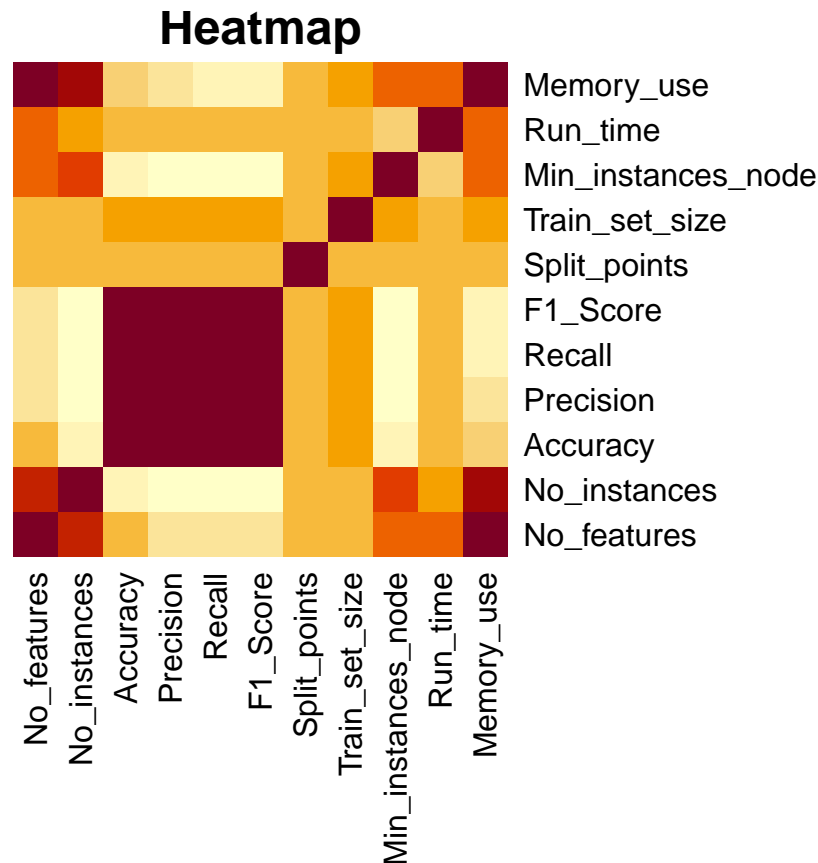 Heatmap
Memory_use
Run_time
Min_instances_node
Train_set_size
Split_points
F1_Score
Recall
Precision
Accuracy
No_instances
No_features
No_features
No_instances
Accuracy
Precision
Recall
F1_Score
Split_points
Train_set_size
Min_instances_node
Run_time
Memory_use